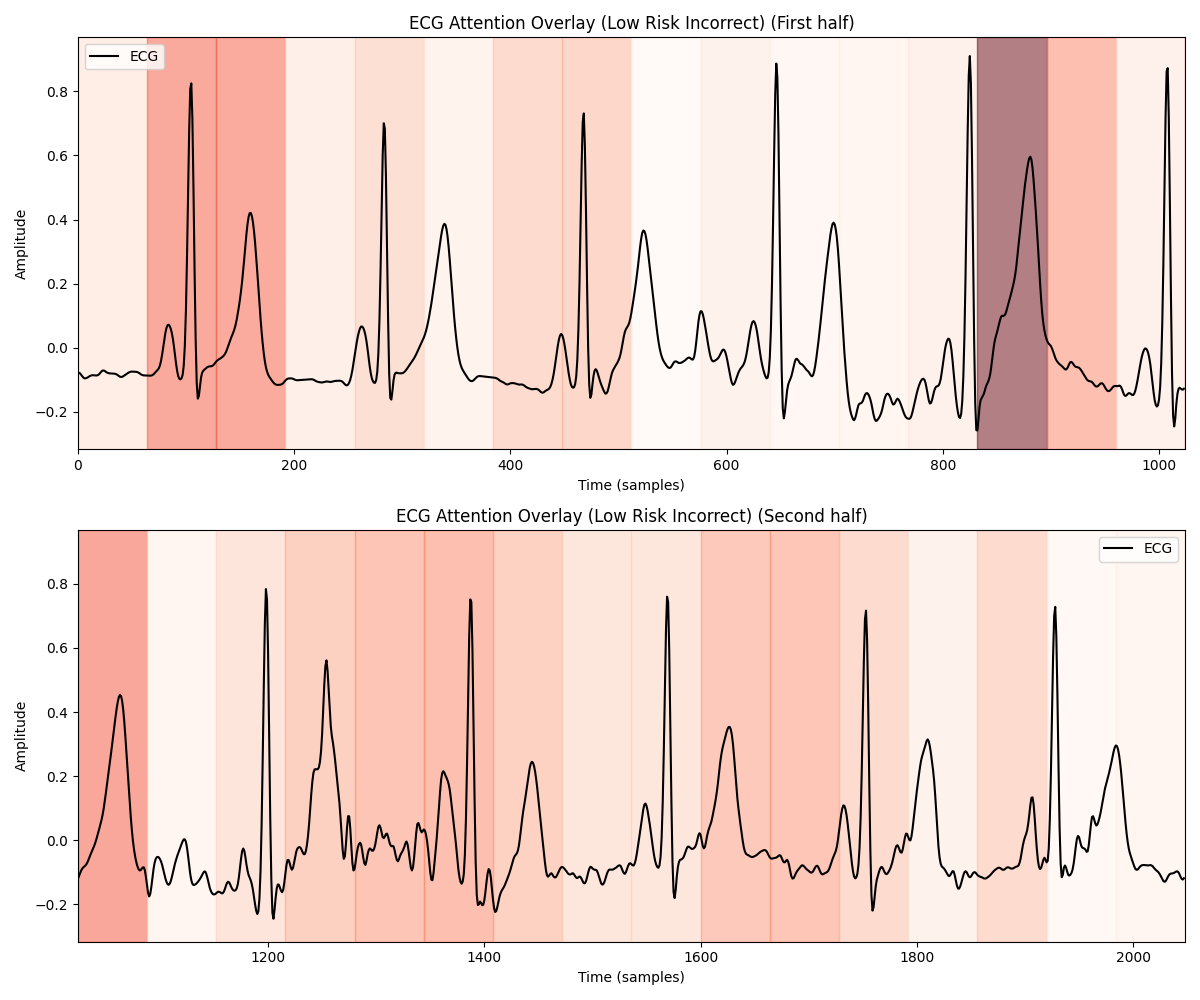 ECG Attention Overlay (Low Risk Incorrect) (First half)
ECG
Amplitude
0.8
0.6
0.4
0.2
0.0
−0.2
0 200 400 600 800 1000
Time (samples)
ECG Attention Overlay (Low Risk Incorrect) (Second half)
ECG
Amplitude
0.8
0.6
0.4
0.2
0.0
−0.2
1200 1400 1600 1800 2000
Time (samples)